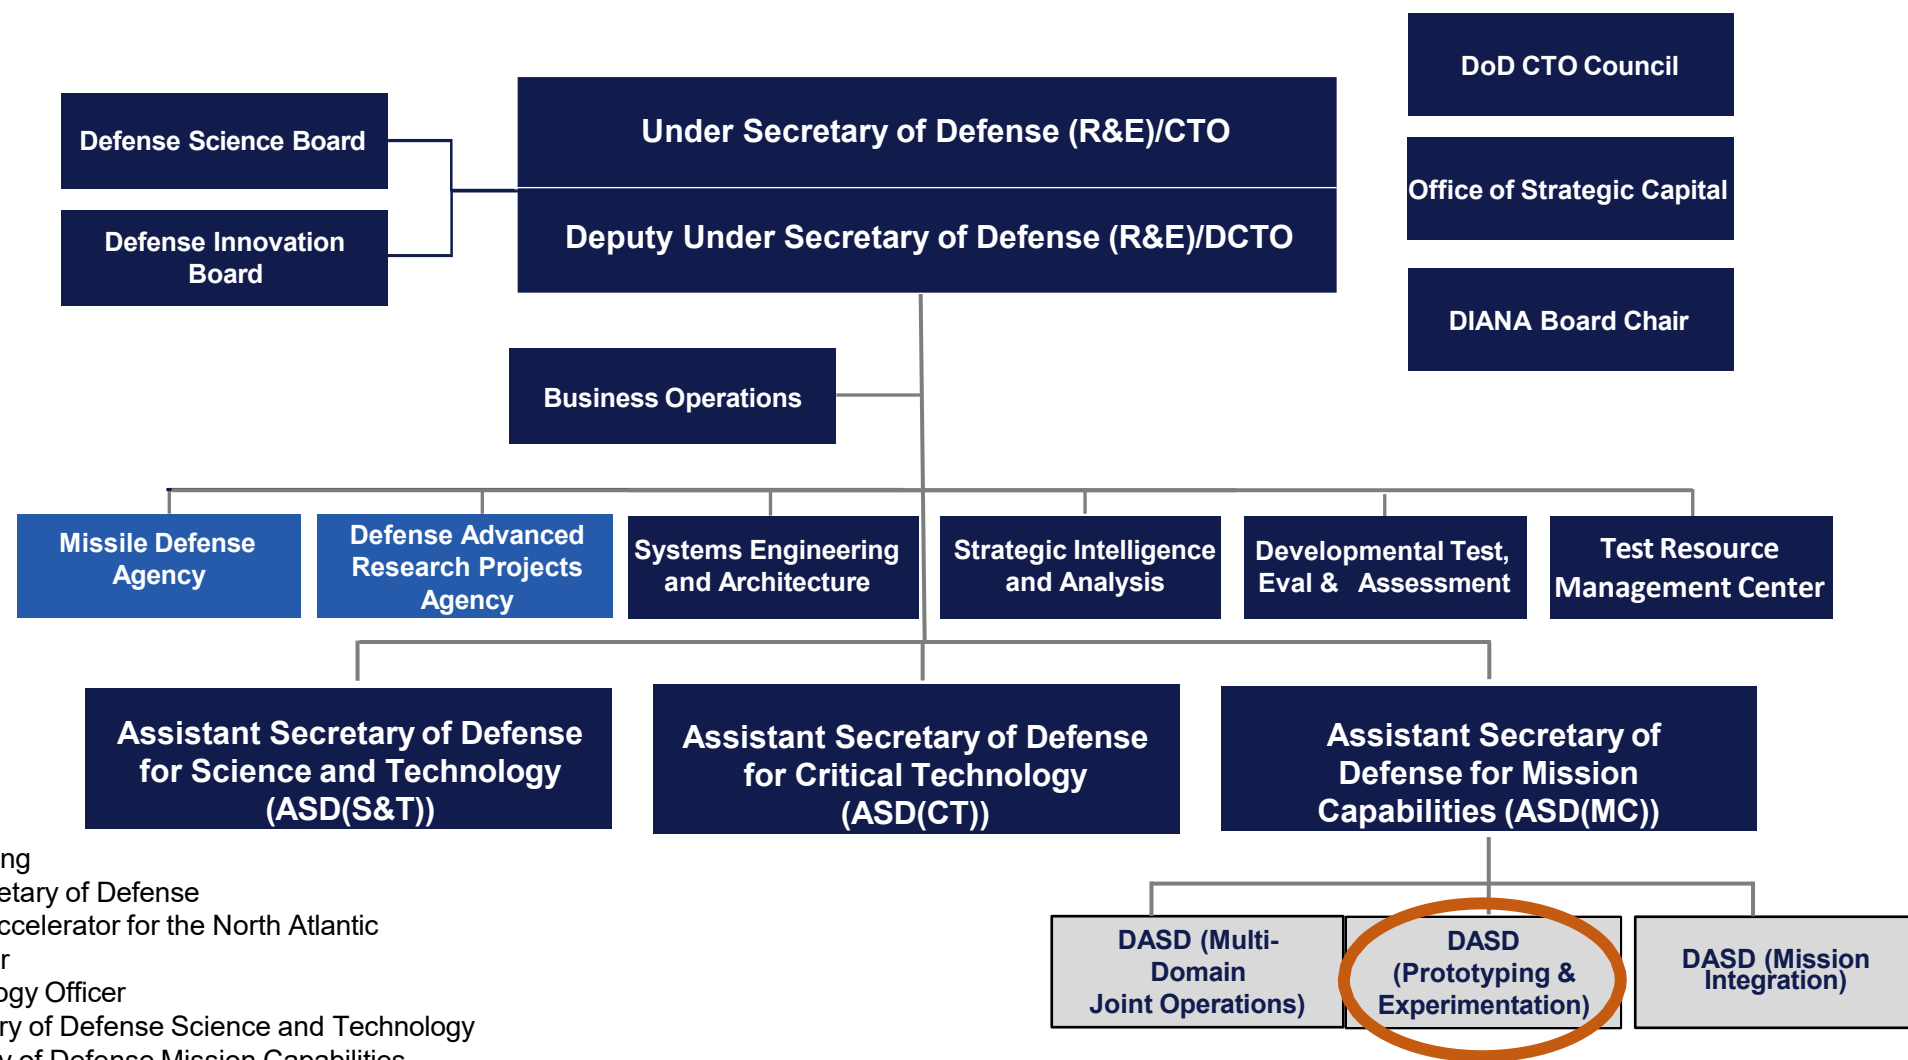 DoD CTO Council
Defense Science Board
Under Secretary of Defense (R&E)/CTO
Office of Strategic Capital
Defense Innovation
Board
Deputy Under Secretary of Defense (R&E)/DCTO
DIANA Board Chair
Business Operations
Missile Defense
Agency
Defense Advanced
Research Projects
Agency
Systems Engineering
and Architecture
Strategic Intelligence
and Analysis
Developmental Test,
Eval & Assessment
Test Resource
Management Center
Assistant Secretary of Defense
for Science and Technology
(ASD(S&T))
Assistant Secretary of Defense
for Critical Technology
(ASD(CT))
Assistant Secretary of
Defense for Mission
Capabilities (ASD(MC))
DASD (Multi-
Domain
Joint Operations)
DASD
(Prototyping &
Experimentation)
DASD (Mission
Integration)
of Defense
for the North Atlantic
Officer
of Defense Science and Technology
of Defense Mission Capabilities